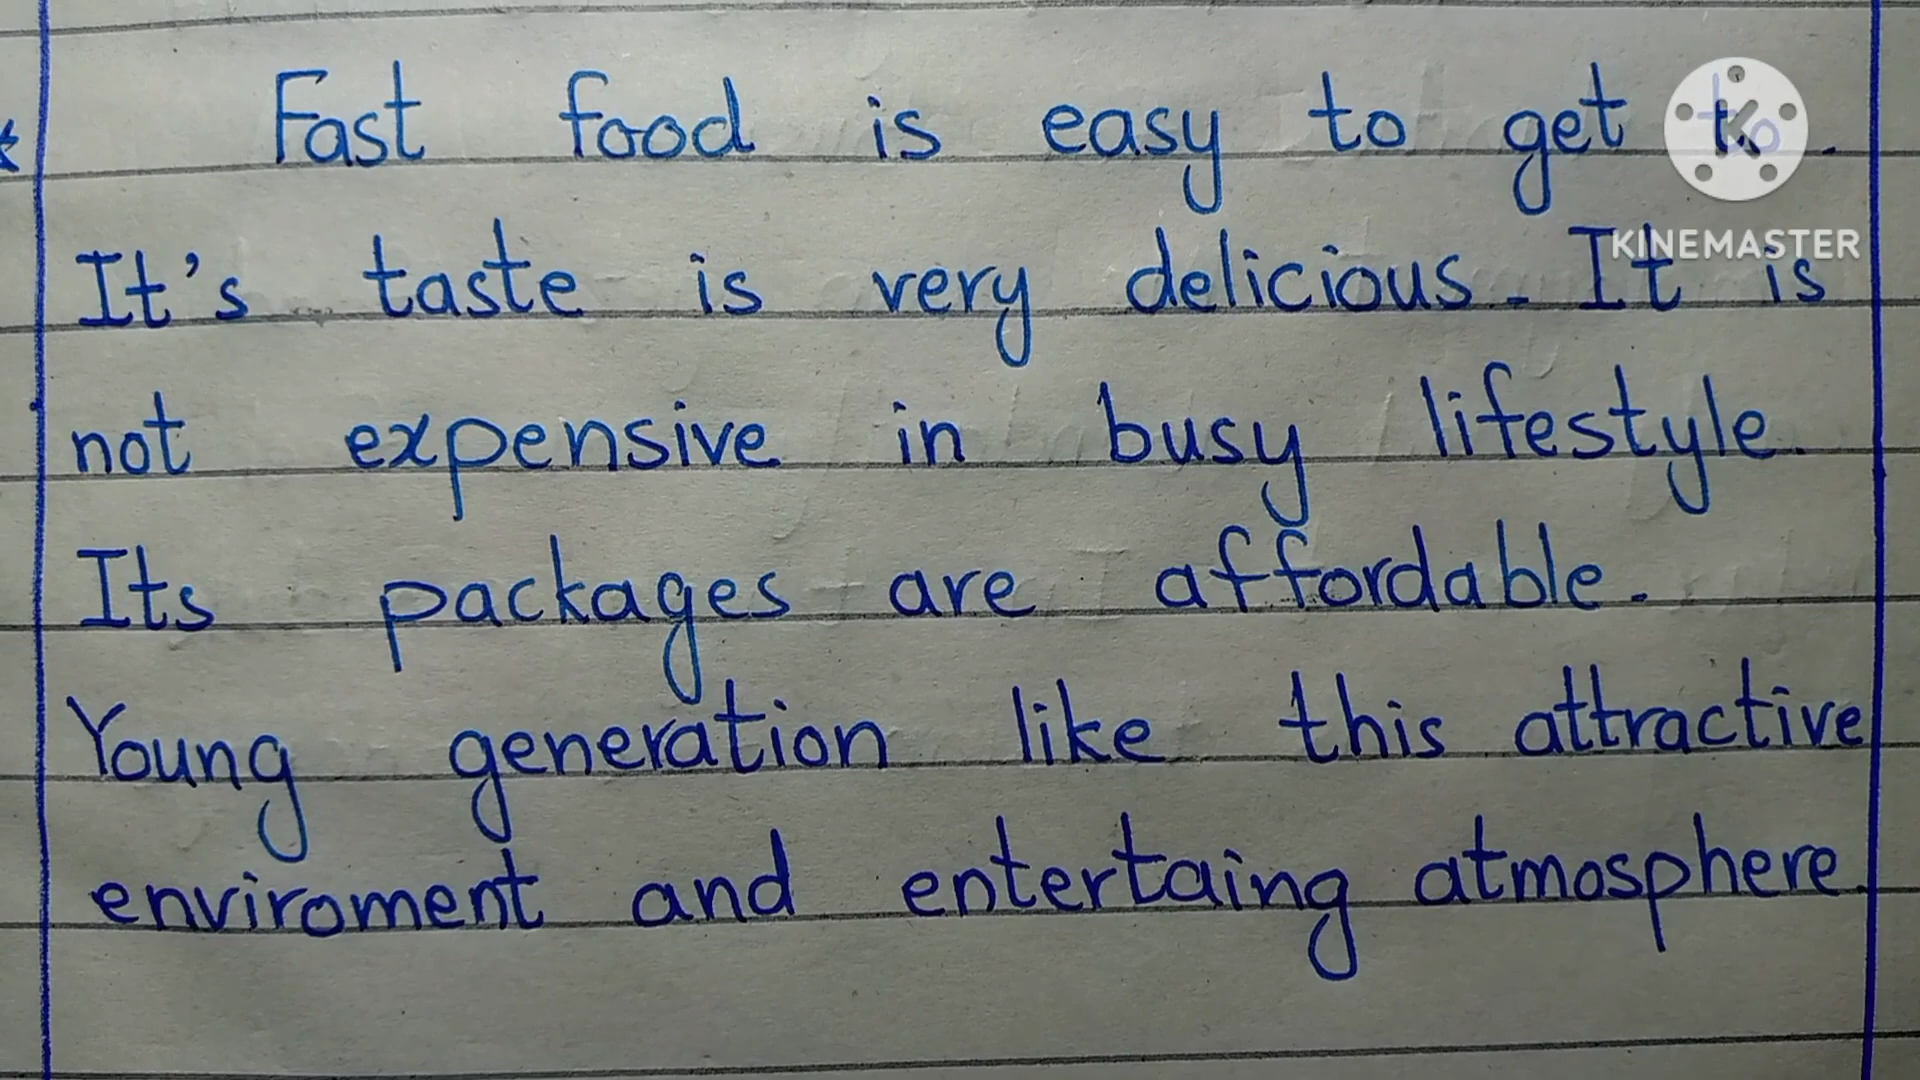 Fast food is easy to get to.
It's taste is very delicious. It is
KINEMASTER
not expensive in busy lifestyle.
Its packages are affordable.
Young generation like this attractive
enviroment and entertaing atmosphere.